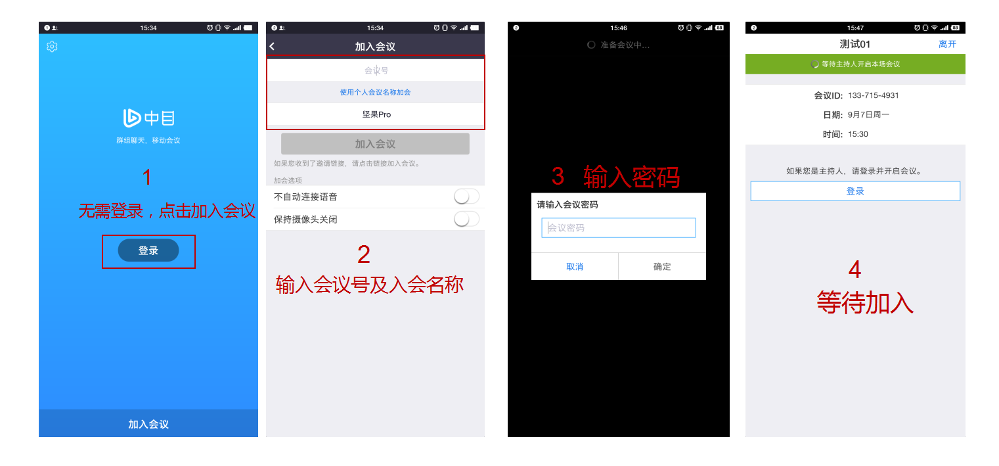 15:34
中目
群组聊天，移动会议
1
无需登录，点击加入会议
登录
加入会议
15:34
加入会议
会议号
使用个人会议名称加会
坚果Pro
加入会议
如果您收到了邀请链接，请点击链接加入会议。
加会选项
不自动连接语音
保持摄像头关闭
2
输入会议号及入会名称
15:46
88
准备会议中...
3 输入密码
请输入会议密码
会议密码
取消 确定
15:47
88
测试01 离开
等待主持人开启本场会议
会议ID: 133-715-4931
日期: 9月7日周一
时间: 15:30
如果您是主持人，请登录并开启会议。
登录
4
等待加入